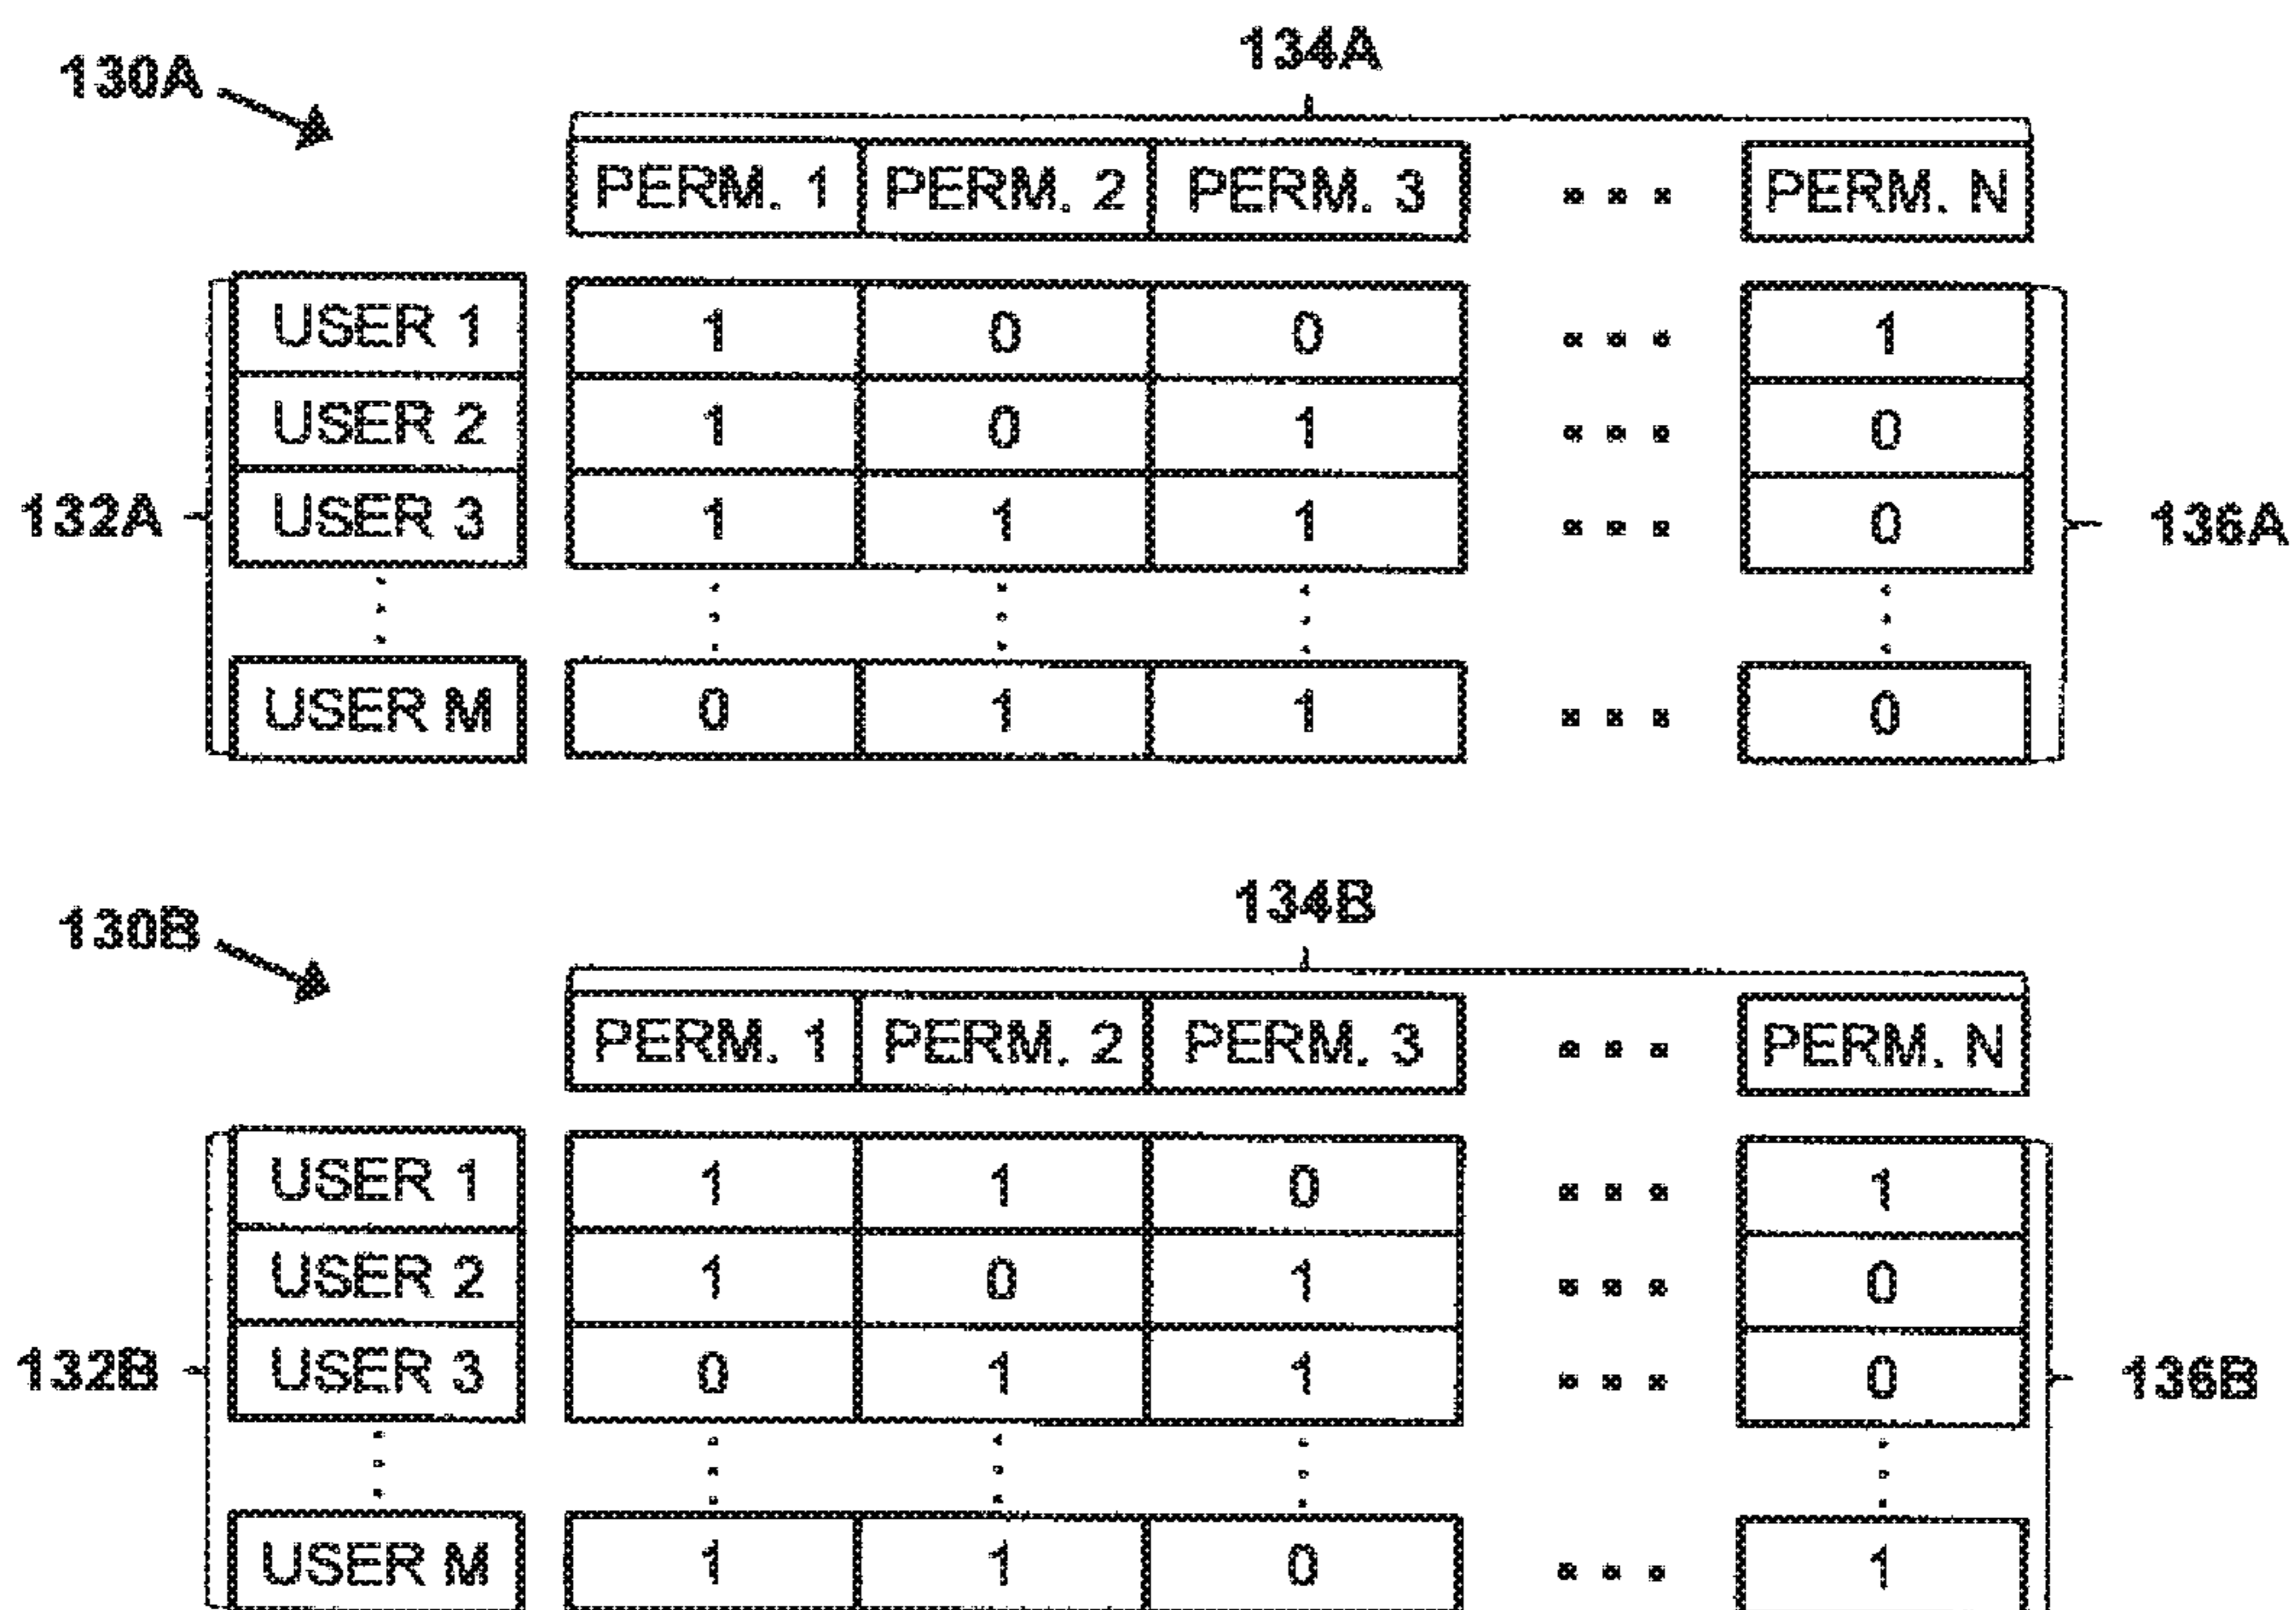 134A
130A
PERM. 1 PERM. 2 PERM. 3 ... PERM. N
USER 1 1 0 0 ... 1
USER 2 1 0 1 ... 0
132A USER 3 1 1 1 ... 0 136A
USER M 0 1 1 ... 0
134B
130B
PERM. 1 PERM. 2 PERM. 3 ... PERM. N
USER 1 1 1 0 ... 1
USER 2 1 0 1 ... 0
132B USER 3 0 1 1 ... 0 136B
USER M 1 1 0 ... 1